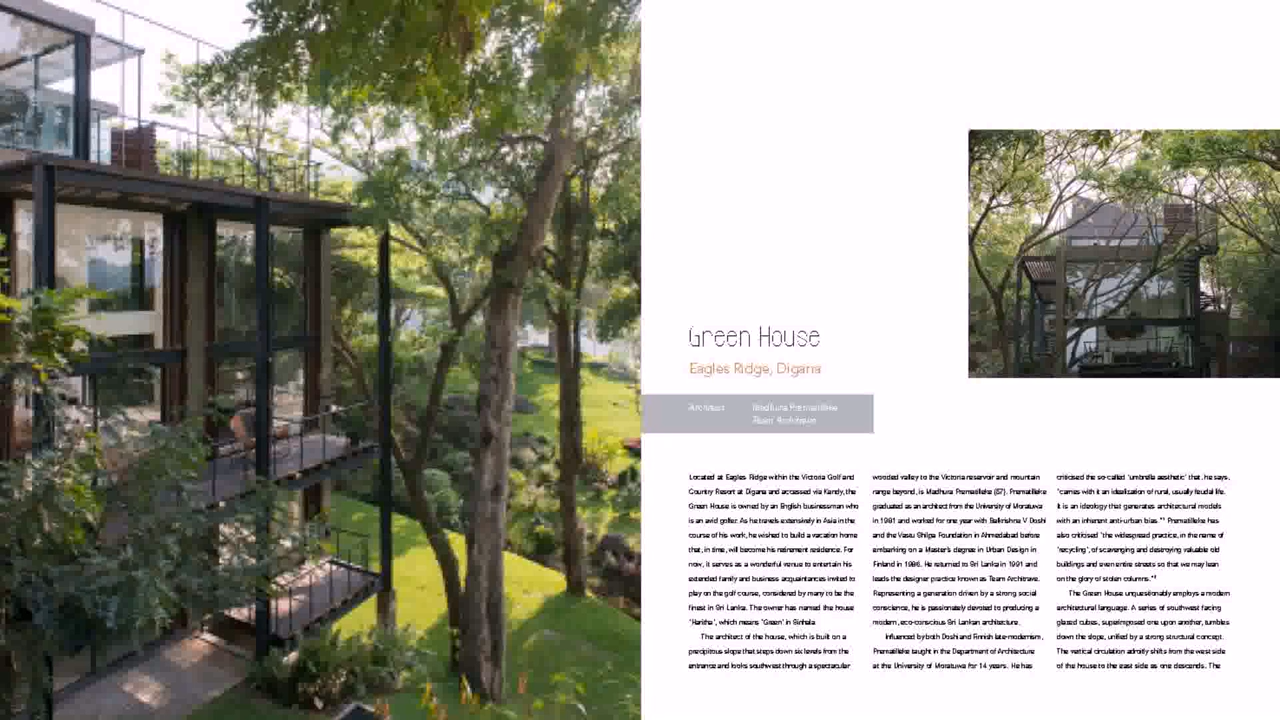 Green House
Eagles Ridge, Digana
Architect
Madhura Prematilleke
Team Architrave
Located at Eagles Ridge within the Victoria Golf and
Country Resort at Digana and accessed via Kandy, the
Green House is owned by an English businessman who
is an avid golfer. As he travels extensively in Asia in the
course of his work, he wished to build a vacation home
that, in time, will become his retirement residence. For
now, it serves as a wonderful venue to entertain his
extended family and business acquaintances invited to
play on the golf course, considered by many to be the
finest in Sri Lanka. The owner has named the house
'Haritha', which means 'Green' in Sinhala.
The architect of the house, which is built on a
precipitous slope that steps down six levels from the
entrance and looks southwest through a spectacular
wooded valley to the Victoria reservoir and mountain
range beyond, is Madhura Prematilleke (57). Prematilleke
graduated as an architect from the University of Moratuwa
in 1981 and worked for one year with Balkrishna V Doshi
and the Vastu Shilpa Foundation in Ahmedabad before
embarking on a Master's degree in Urban Design in
Finland in 1986. He returned to Sri Lanka in 1991 and
leads the designer practice known as Team Architrave.
Representing a generation driven by a strong social
conscience, he is passionately devoted to producing a
modern, eco-conscious Sri Lankan architecture.
Influenced by both Doshi and Finnish late-modernism,
Prematilleke taught in the Department of Architecture
at the University of Moratuwa for 14 years. He has
criticised the so-called 'umbrella aesthetic' that, he says,
"carries with it an idealization of rural, usually feudal life.
It is an ideology that generates architectural models
with an inherent anti-urban bias." Prematilleke has
also criticised 'the widespread practice, in the name of
'recycling', of scavenging and destroying valuable old
buildings and even entire streets so that we may lean
on the glory of stolen columns."
The Green House unquestionably employs a modern
architectural language. A series of southwest facing
glazed cubes, superimposed one upon another, tumbles
down the slope, unified by a strong structural concept.
The vertical circulation adroitly shifts from the west side
of the house to the east side as one descends. The